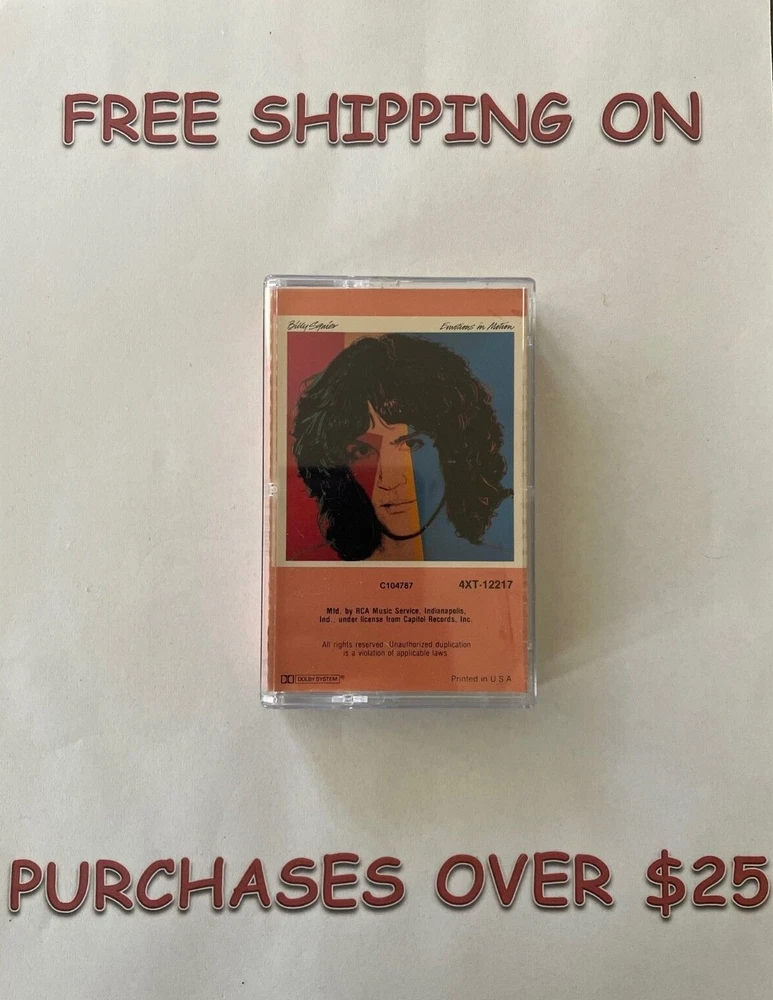 FREE SHIPPING ON
Billy Squier Emotions in Motion
C104787 4XT-12217
Mfd. by RCA Music Service, Indianapolis,
Ind., under license from Capitol Records, Inc.
All rights reserved. Unauthorized duplication
is a violation of applicable laws
DOLBY SYSTEM® Printed in U.S.A
PURCHASES OVER $25